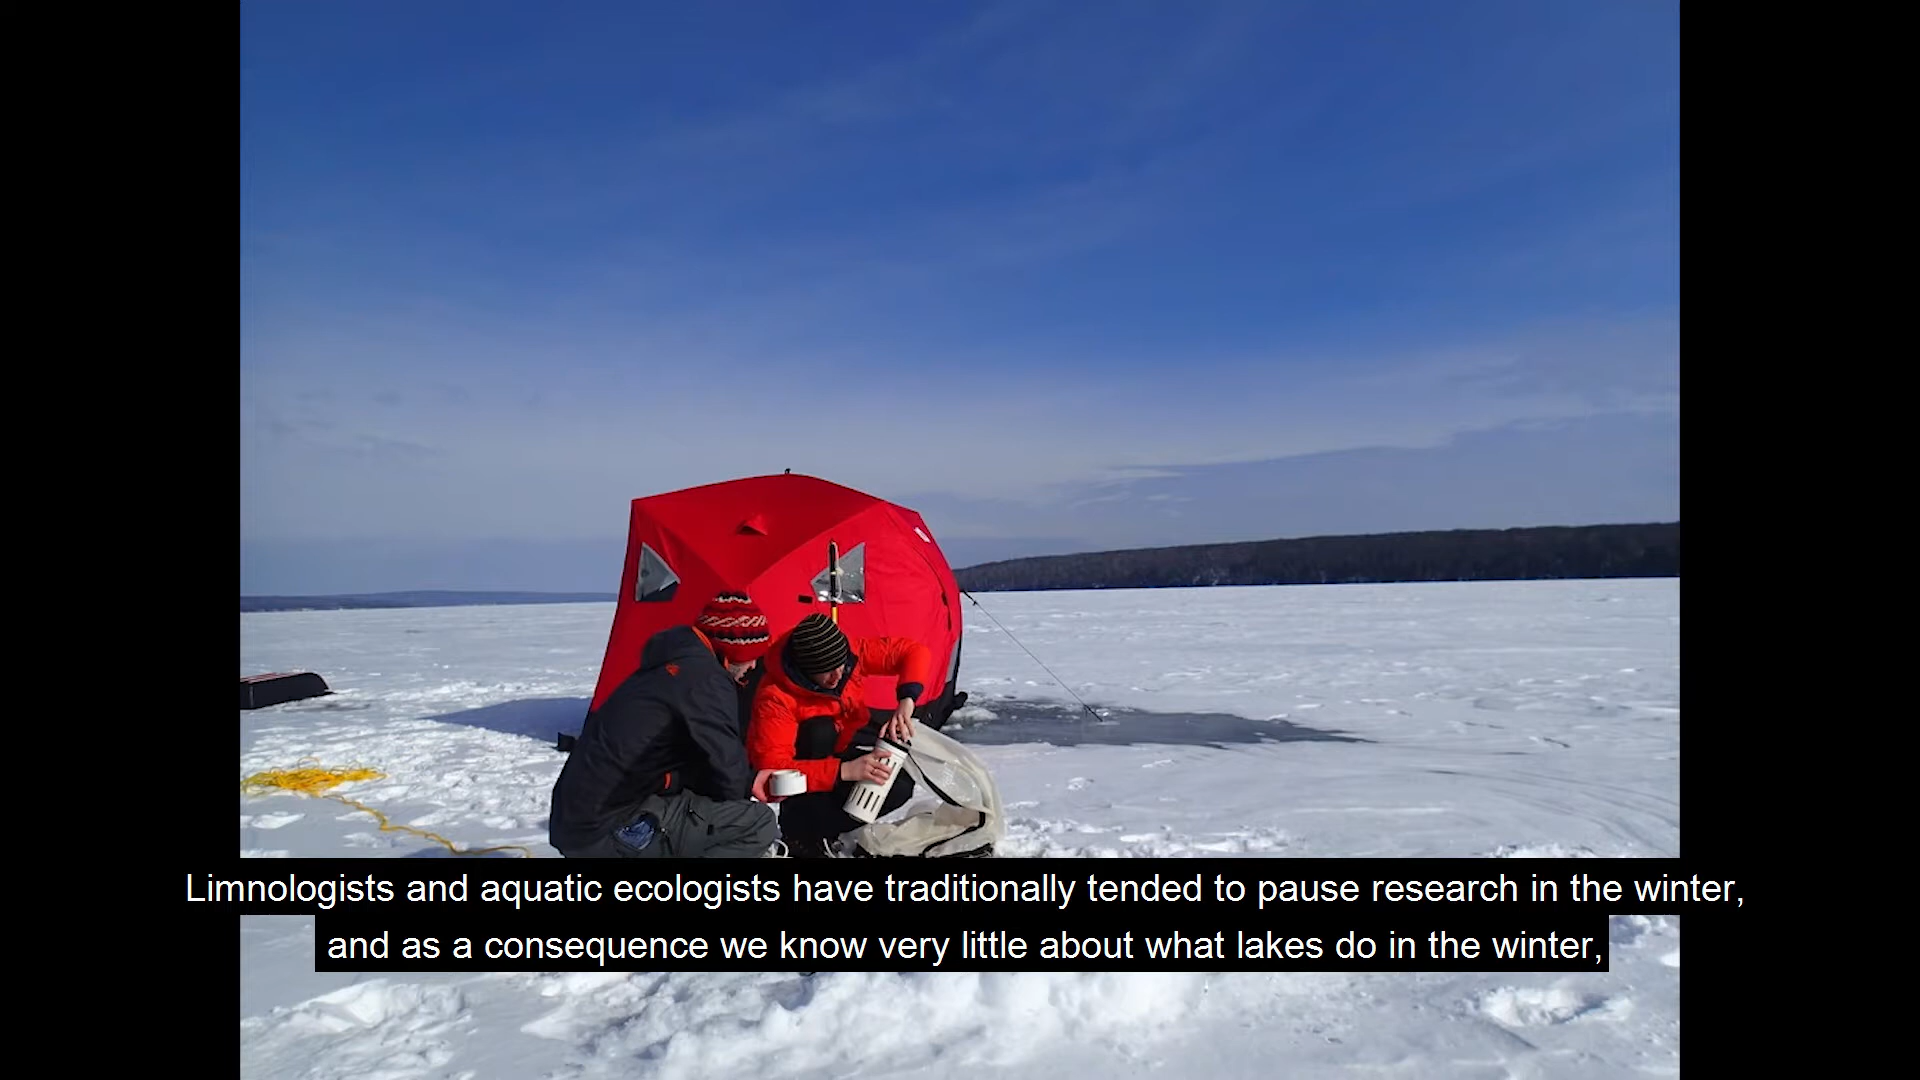 Limnologists and aquatic ecologists have traditionally tended to pause research in the winter,
and as a consequence we know very little about what lakes do in the winter,